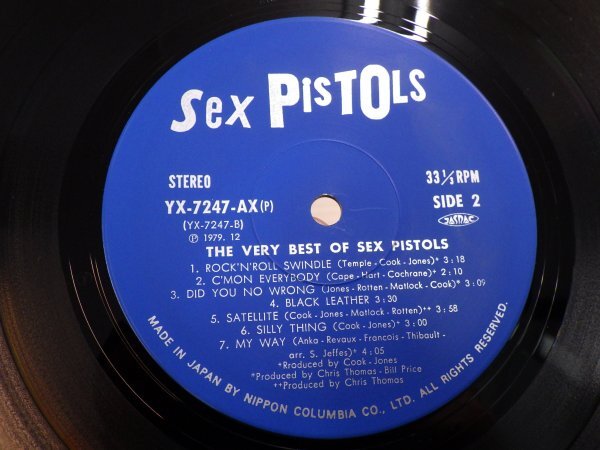 Sex PISTOLS
STEREO
33 1/3 RPM
YX-7247-AX(P)
SIDE 2
(YX-7247-B)
JASRAC
Ⓟ 1979. 12
THE VERY BEST OF SEX PISTOLS
1. ROCK'N'ROLL SWINDLE (Temple-Cook-Jones)* 3:18
2. C'MON EVERYBODY (Cape-Hart-Cochrane)* 2:10
3. DID YOU NO WRONG (Jones-Rotten-Matlock-Cook)* 3:09
4. BLACK LEATHER 3:30
5. SATELLITE (Cook-Jones-Matlock-Rotten)** 3:58
6. SILLY THING (Cook-Jones)* 3:00
7. MY WAY (Anka-Revaux-Francois-Thibault-
arr. S. Jeffes)* 4:05
*Produced by Cook-Jones
*Produced by Chris Thomas-Bill Price
**Produced by Chris Thomas
MADE IN JAPAN BY NIPPON COLUMBIA CO., LTD. ALL RIGHTS RESERVED.